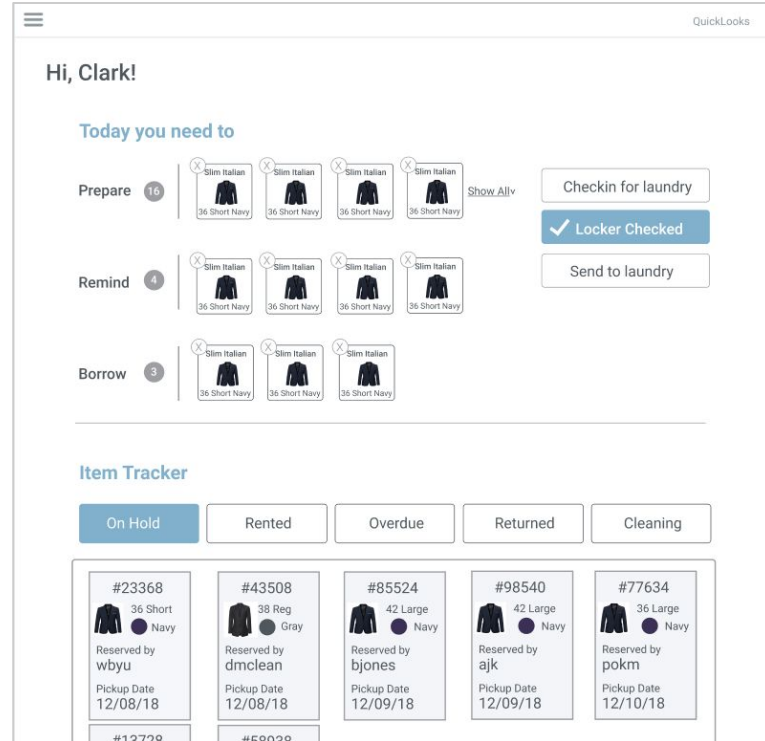 QuickLooks
Hi, Clark!
Today you need to
Prepare 16
X Slim Italian 36 Short Navy
X Slim Italian 36 Short Navy
X Slim Italian 36 Short Navy
X Slim Italian 36 Short Navy
Show All
Checkin for laundry
Locker Checked
Send to laundry
Remind 4
X Slim Italian 36 Short Navy
X Slim Italian 36 Short Navy
X Slim Italian 36 Short Navy
X Slim Italian 36 Short Navy
Borrow 3
X Slim Italian 36 Short Navy
X Slim Italian 36 Short Navy
X Slim Italian 36 Short Navy
Item Tracker
On Hold
Rented
Overdue
Returned
Cleaning
#23368
36 Short
Navy
Reserved by
wbyu
Pickup Date
12/08/18
#43508
38 Reg
Gray
Reserved by
dmclean
Pickup Date
12/08/18
#85524
42 Large
Navy
Reserved by
bjones
Pickup Date
12/09/18
#98540
42 Large
Navy
Reserved by
ajk
Pickup Date
12/09/18
#77634
36 Large
Navy
Reserved by
pokm
Pickup Date
12/10/18
#13728
#58938